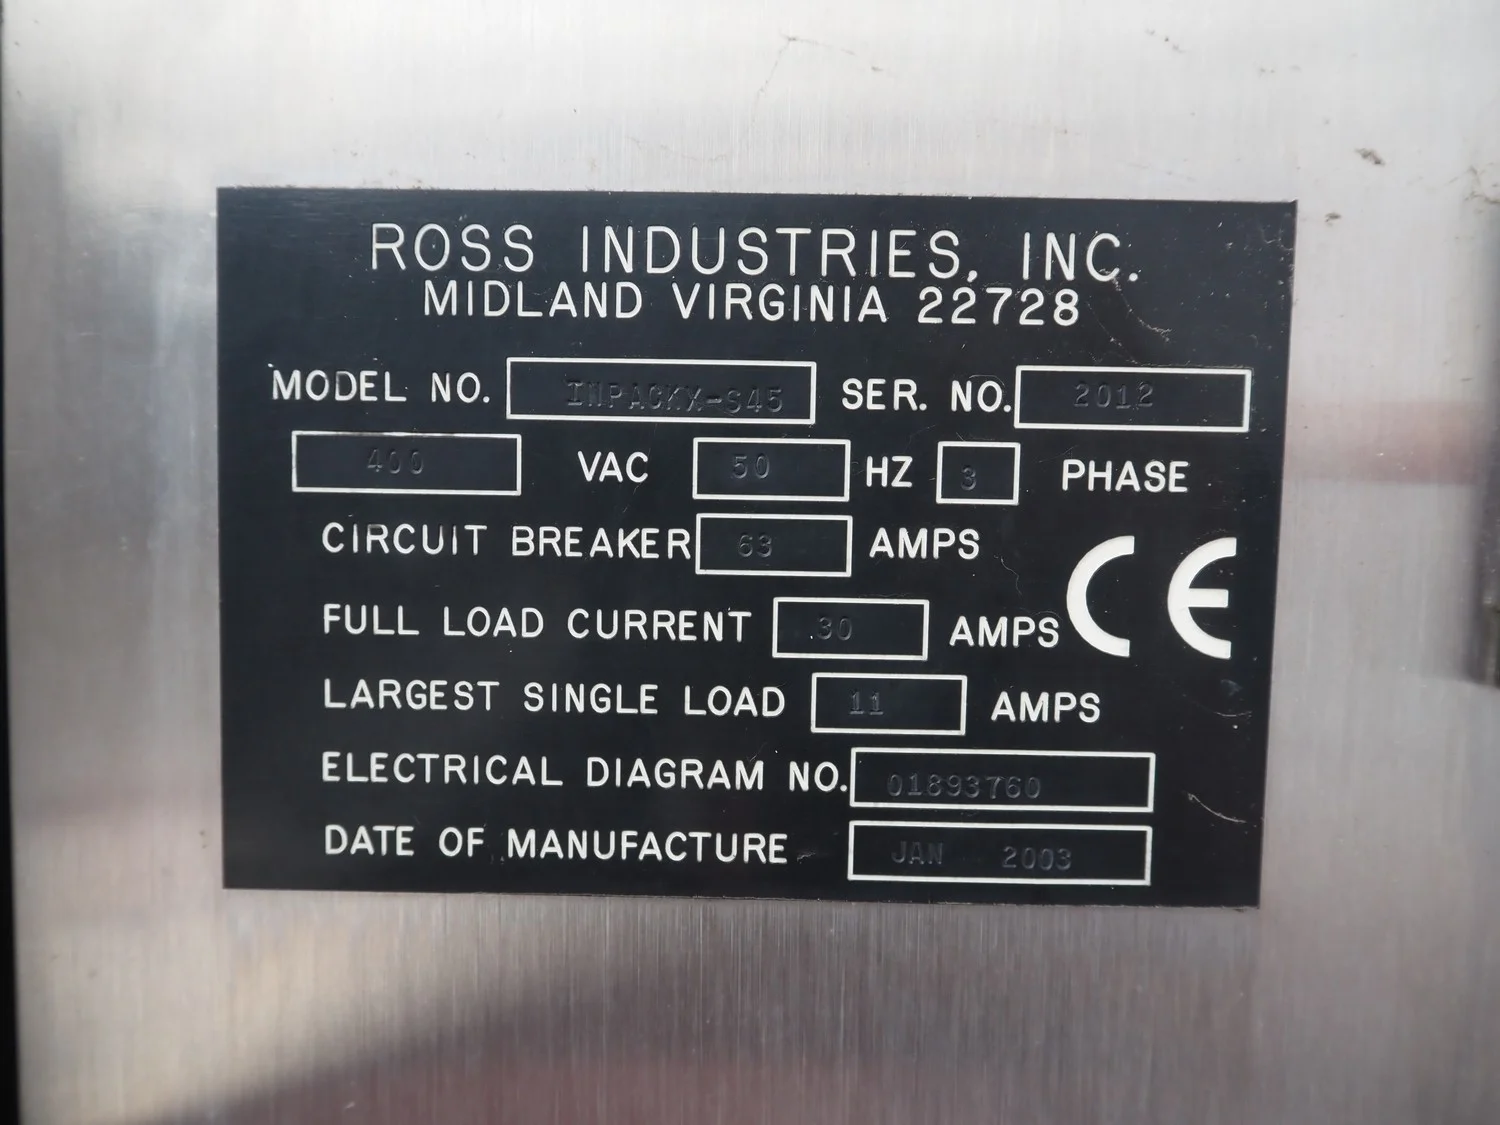 ROSS INDUSTRIES, INC.
MIDLAND VIRGINIA 22728
MODEL NO. INPACKX-S45 SER. NO. 2012
400 VAC 50 HZ 3 PHASE
CIRCUIT BREAKER 63 AMPS
FULL LOAD CURRENT 30 AMPS
CE
LARGEST SINGLE LOAD 11 AMPS
ELECTRICAL DIAGRAM NO. 01893760
DATE OF MANUFACTURE JAN 2003